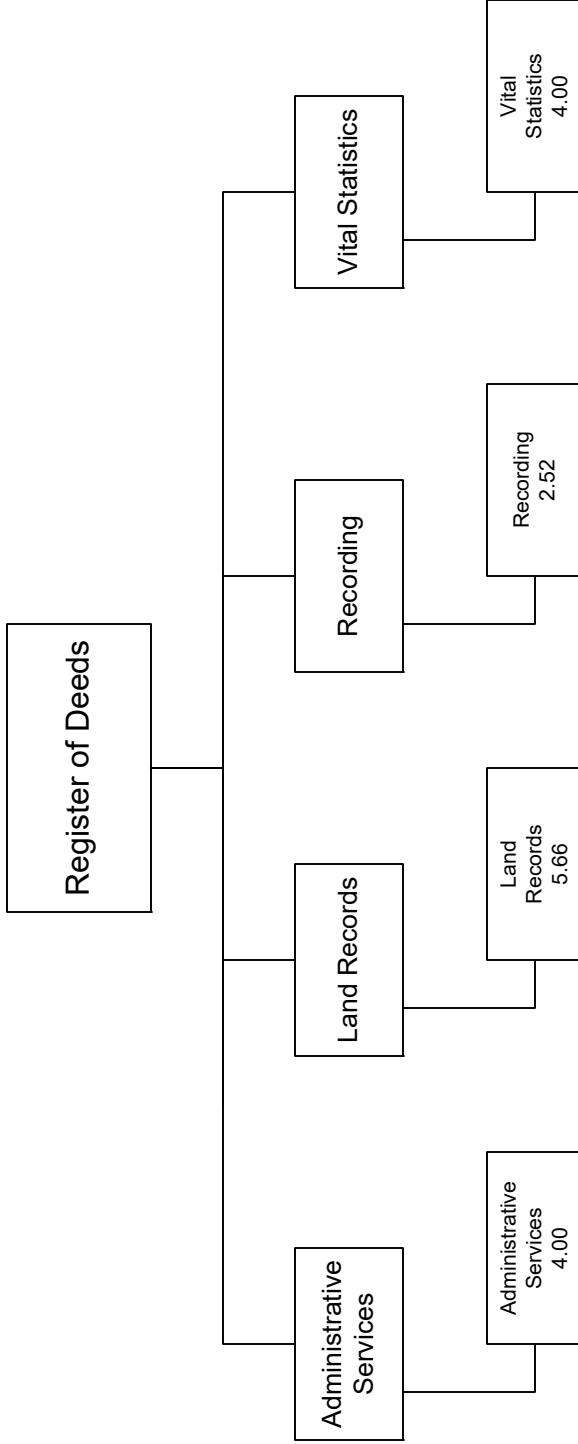 Register of Deeds
Administrative
Services
Land Records
Recording
Vital Statistics
Administrative
Services
4.00
Land
Records
5.66
Recording
2.52
Vital
Statistics
4.00